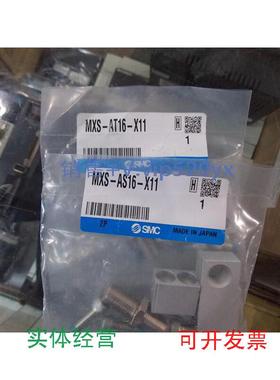 MXS-AT16-X11
H
1
MXS-AS16-X11
H
1
ZP
SMC
MADE IN JAPAN
实体经营
可开票